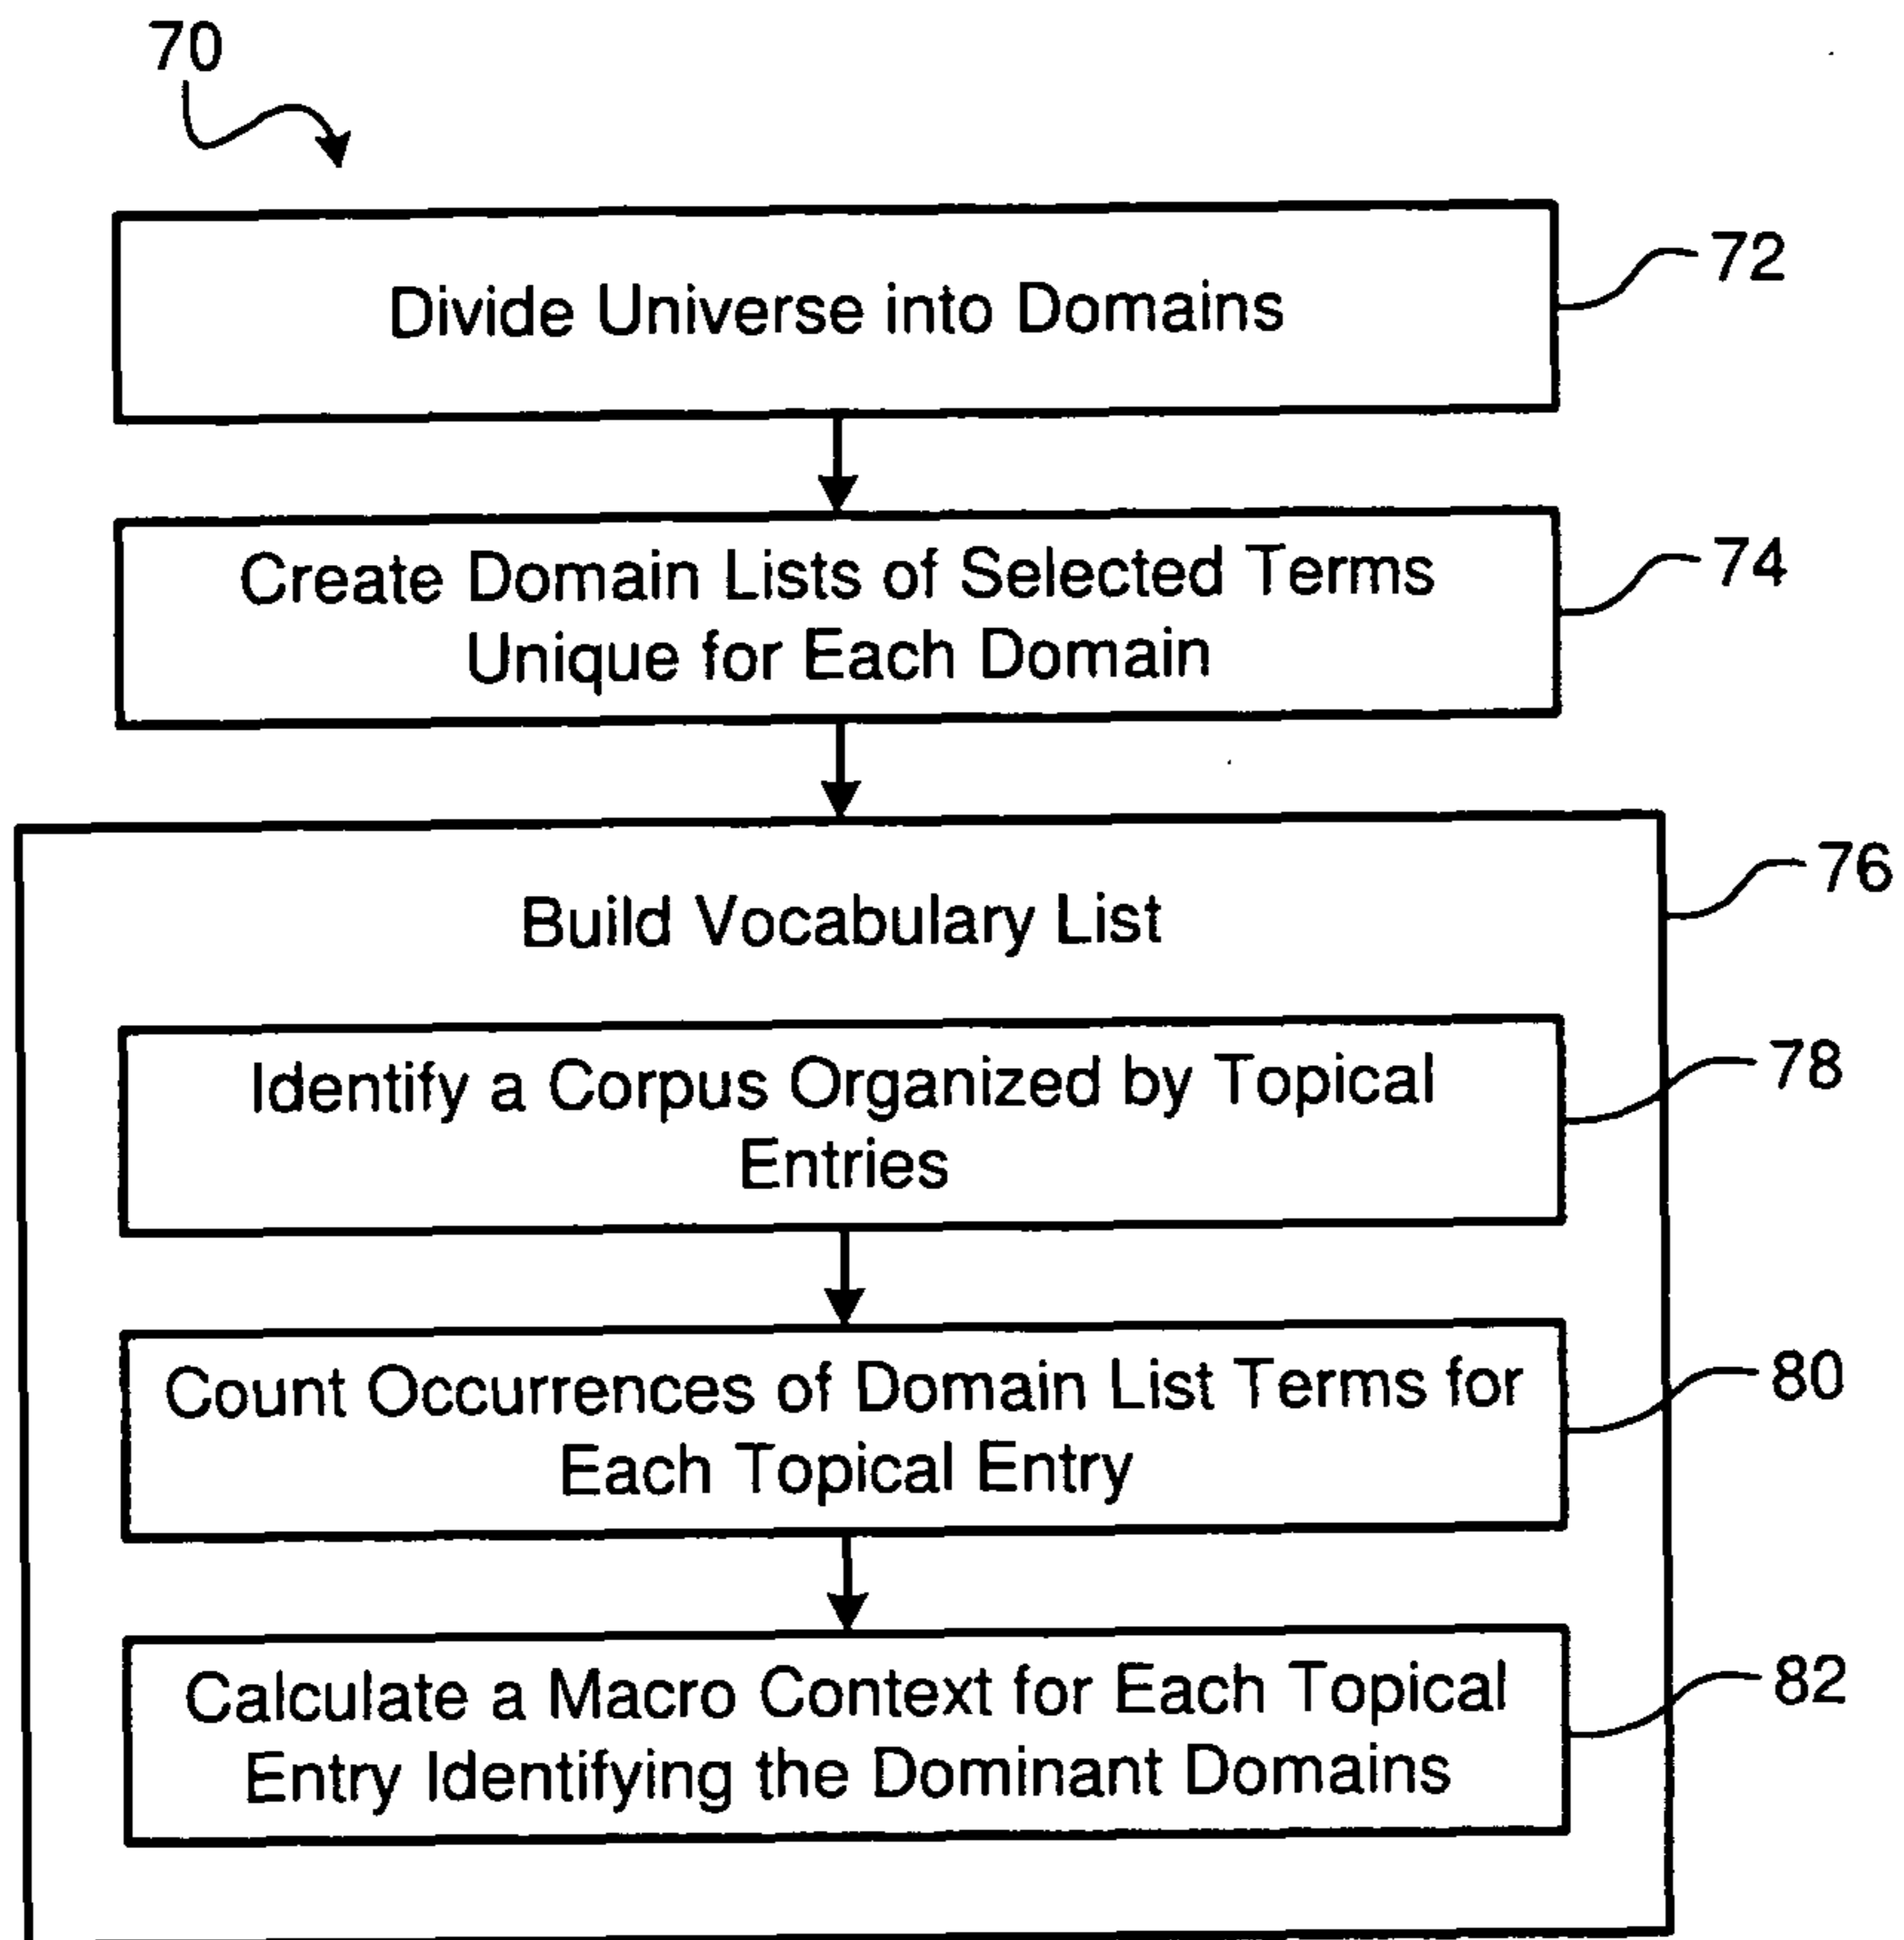 70
Divide Universe into Domains
72
Create Domain Lists of Selected Terms
Unique for Each Domain
74
Build Vocabulary List
76
Identify a Corpus Organized by Topical
Entries
78
Count Occurrences of Domain List Terms for
Each Topical Entry
80
Calculate a Macro Context for Each Topical
Entry Identifying the Dominant Domains
82